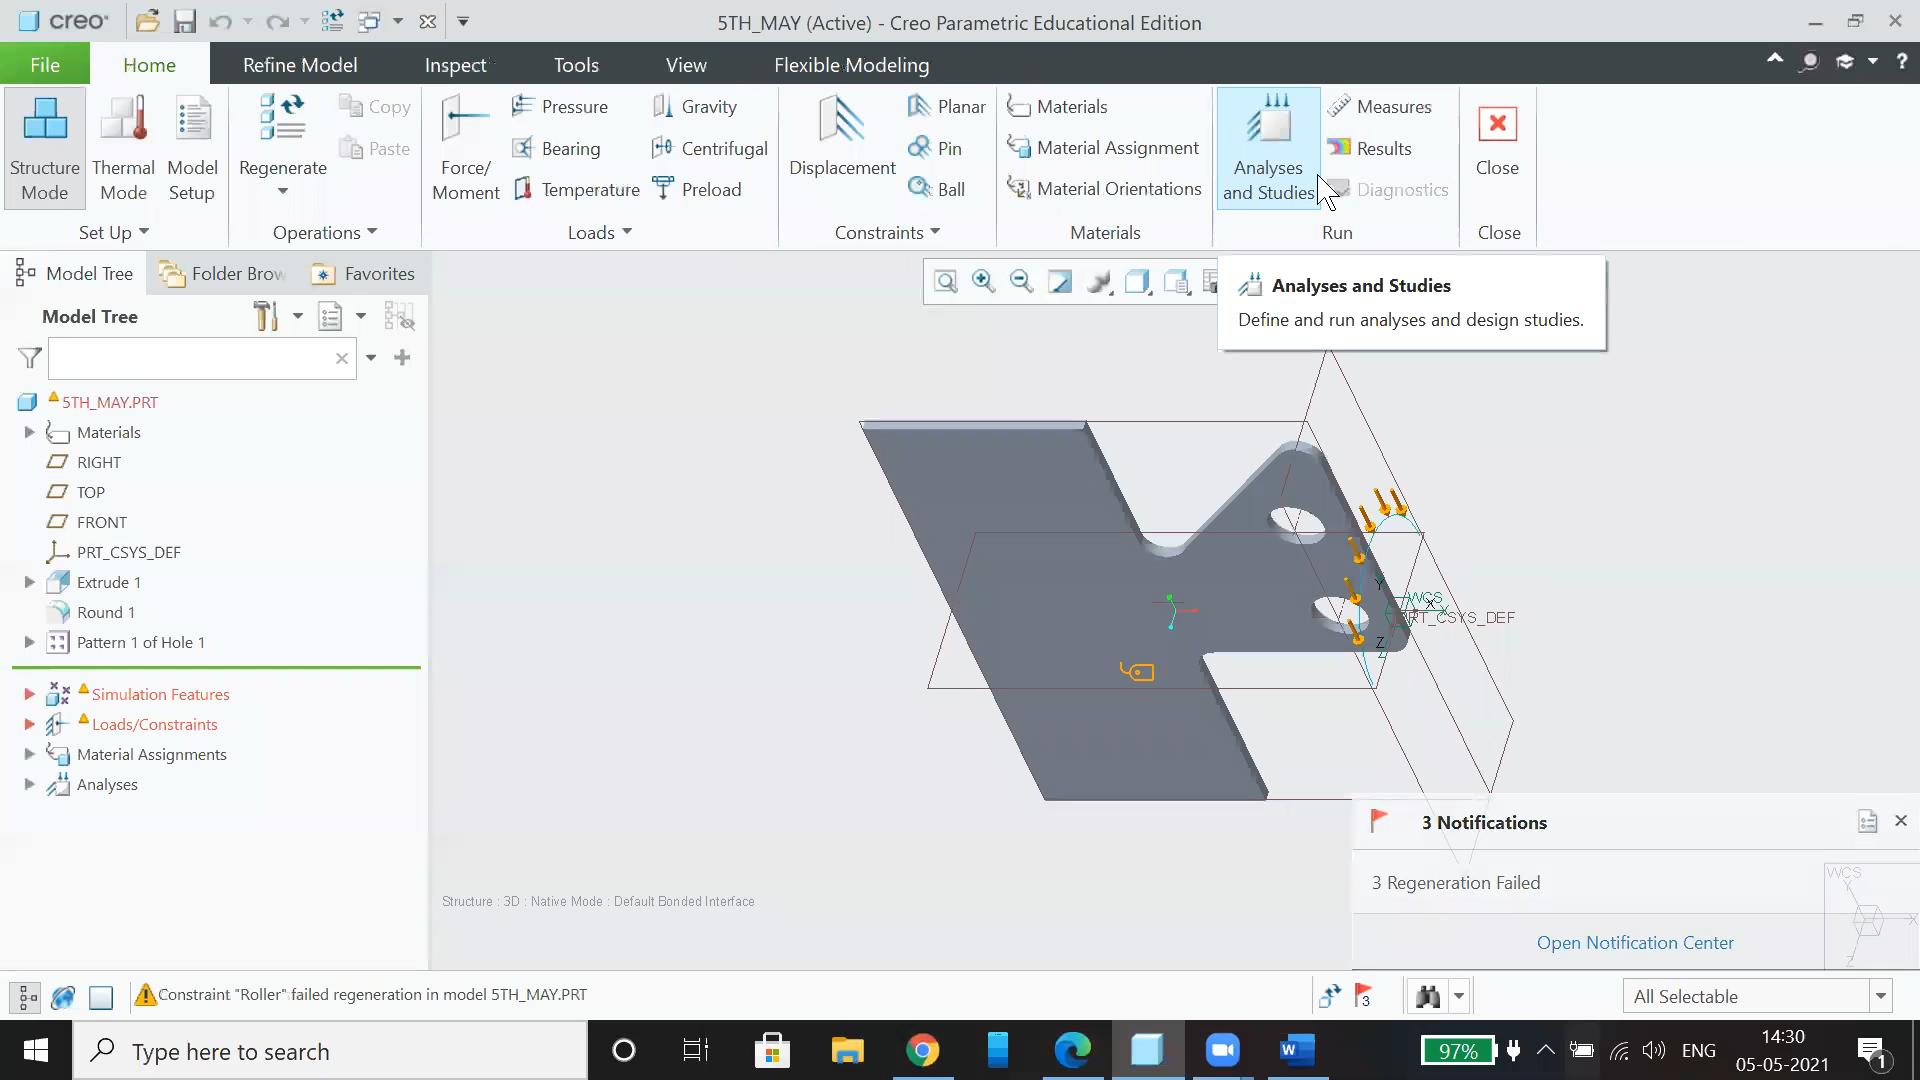 creo®
5TH_MAY (Active) - Creo Parametric Educational Edition
File
Home
Refine Model
Inspect
Tools
View
Flexible Modeling
Structure
Mode
Thermal
Mode
Model
Setup
Set Up
Regenerate
Copy
Paste
Operations
Force/
Moment
Pressure
Bearing
Temperature
Gravity
Centrifugal
Preload
Loads
Displacement
Planar
Pin
Ball
Constraints
Materials
Material Assignment
Material Orientations
Materials
Analyses
and Studies
Measures
Results
Diagnostics
Run
Close
Close
Model Tree
Folder Brow
Favorites
Analyses and Studies
Define and run analyses and design studies.
Model Tree
5TH_MAY.PRT
Materials
RIGHT
TOP
FRONT
PRT_CSYS_DEF
Extrude 1
Round 1
Pattern 1 of Hole 1
Simulation Features
Loads/Constraints
Material Assignments
Analyses
Y
WCS
X
PRT_CSYS_DEF
Z
Z
3 Notifications
3 Regeneration Failed
Open Notification Center
WCS
Y
X
Z
Structure : 3D : Native Mode : Default Bonded Interface
Constraint "Roller" failed regeneration in model 5TH_MAY.PRT
3
All Selectable
Type here to search
97%
ENG
14:30
05-05-2021
1